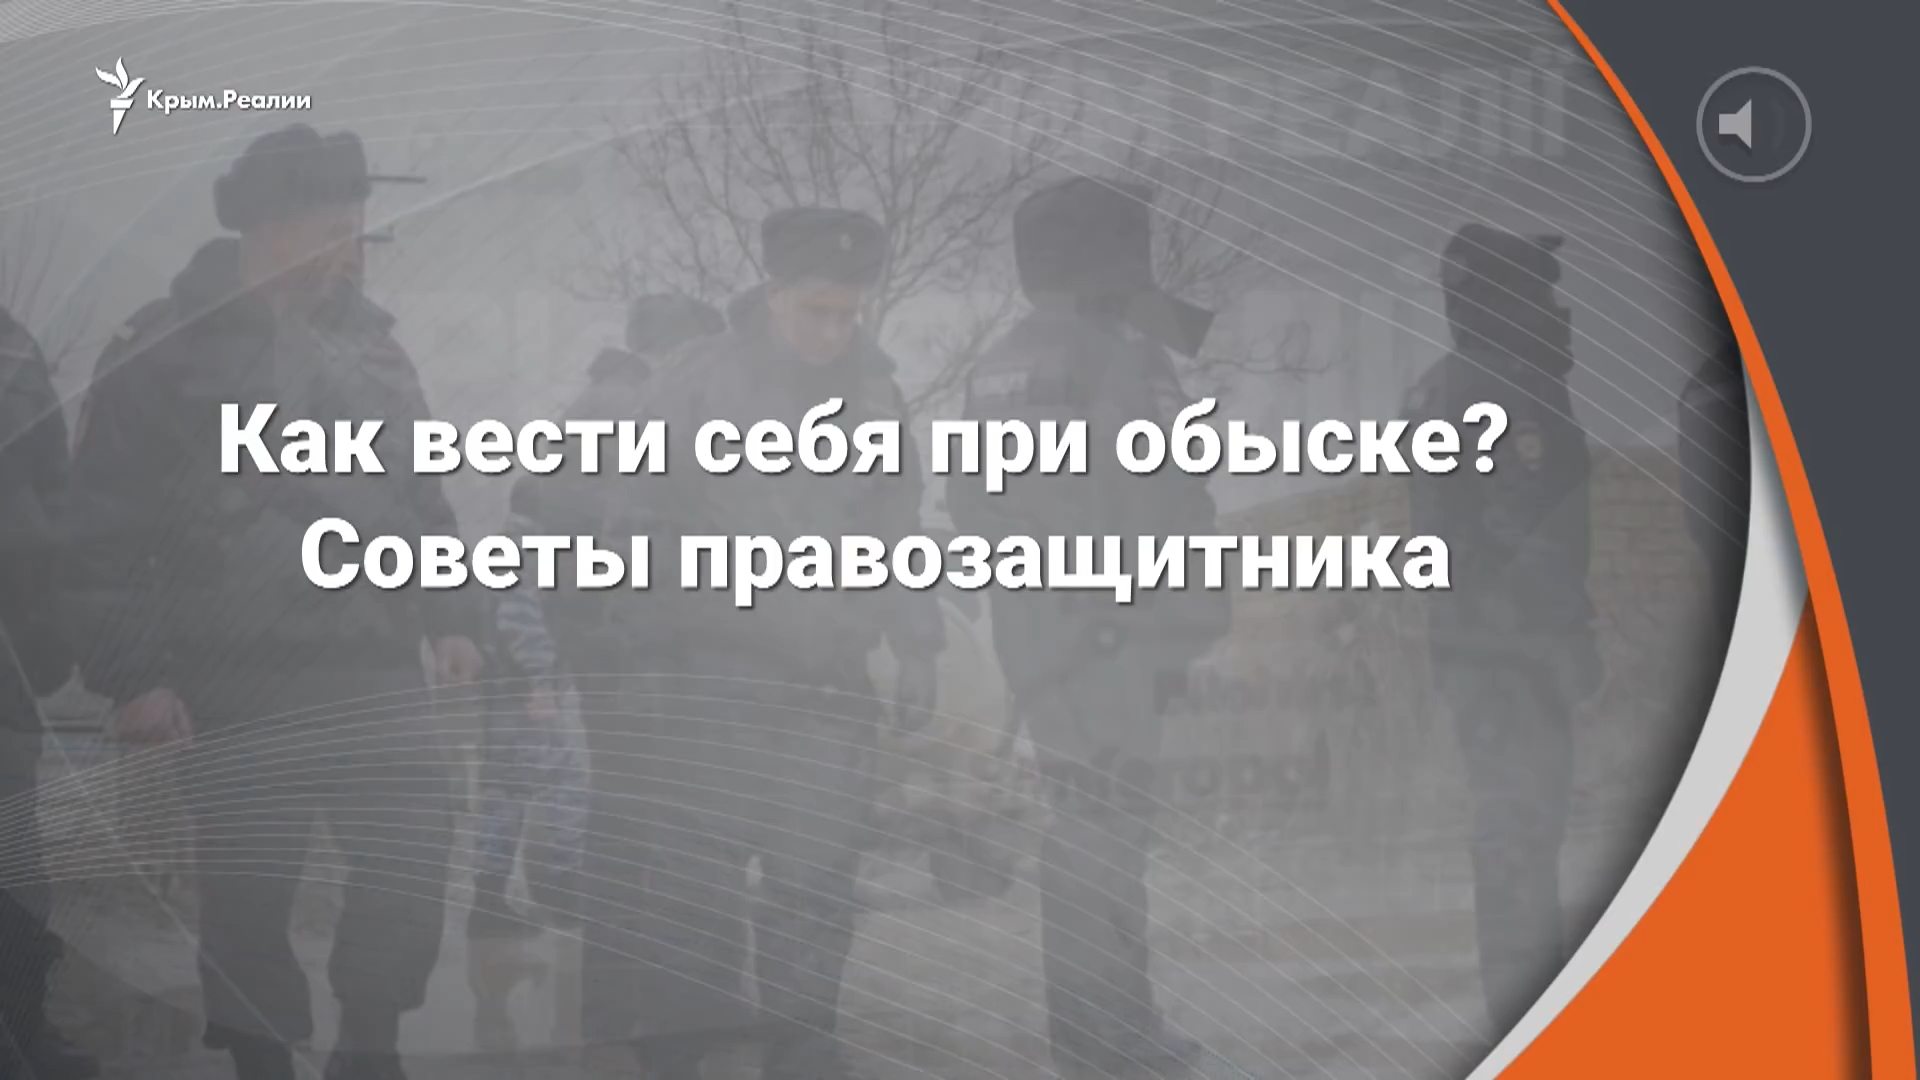 Крым.Реалии
Как вести себя при обыске?
Советы правозащитника